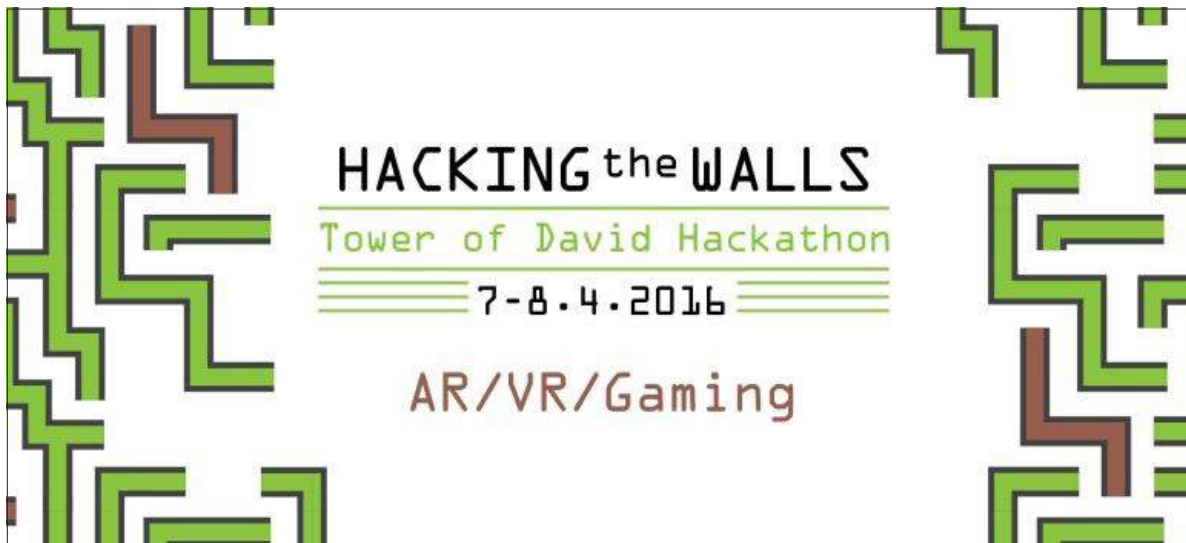 HACKING the WALLS
Tower of David Hackathon
7-8.4.2016
AR/VR/Gaming